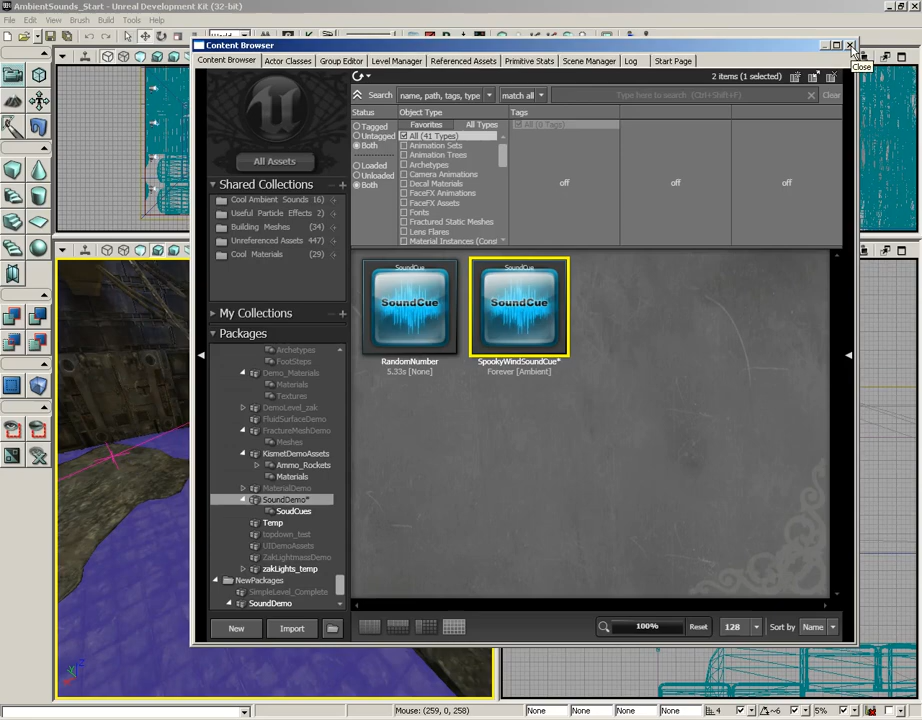 AmbientSounds_Start - Unreal Development Kit (32-bit)
File Edit View Brush Build Tools
Content Browser
Close
Content Browser Actor Classes Group Editor Level Manager Referenced Assets Primitive Stats Scene Manager Log Start Page
2 items (1 selected)
Search name, path, tags, type match all Type here to search (Ctrl+Shift+F) Clear
Status Object Type Tags
Tagged
Untagged
Both
Loaded
Unloaded
Both
Favorites All Types
All (41 Types)
Animation Sets
Animation Trees
Archetypes
Camera Animations
Decal Materials
FaceFX Animations
FaceFX Assets
Fonts
Fractured Static Meshes
Lens Flares
Material Instances (Const
All (0 Tags)
off off off
All Assets
Shared Collections
Cool Ambient Sounds 16)
Useful Particle Effects 2)
Building Meshes (34)
Unreferenced Assets 447)
Cool Materials (29)
My Collections
Packages
Archetypes
FootSteps
Demo_Materials
Materials
Textures
DemoLevel_zak
FluidSurfaceDemo
FractureMeshDemo
Meshes
KismetDemoAssets
Ammo_Rockets
Materials
MaterialDemo
SoundDemo*
SoudCues
Temp
topdown_test
UIDemoAssets
ZakLightmassDemo
zakLights_temp
NewPackages
SimpleLevel_Complete
SoundDemo
New Import
SoundCue
SoundCue
RandomNumber
5.33s [None]
SoundCue
SoundCue
SpookyWindSoundCue*
Forever [Ambient]
100% Reset 128 Sort by Name
Mouse: (259, 0, 258) None None None None 4 ~6 5%